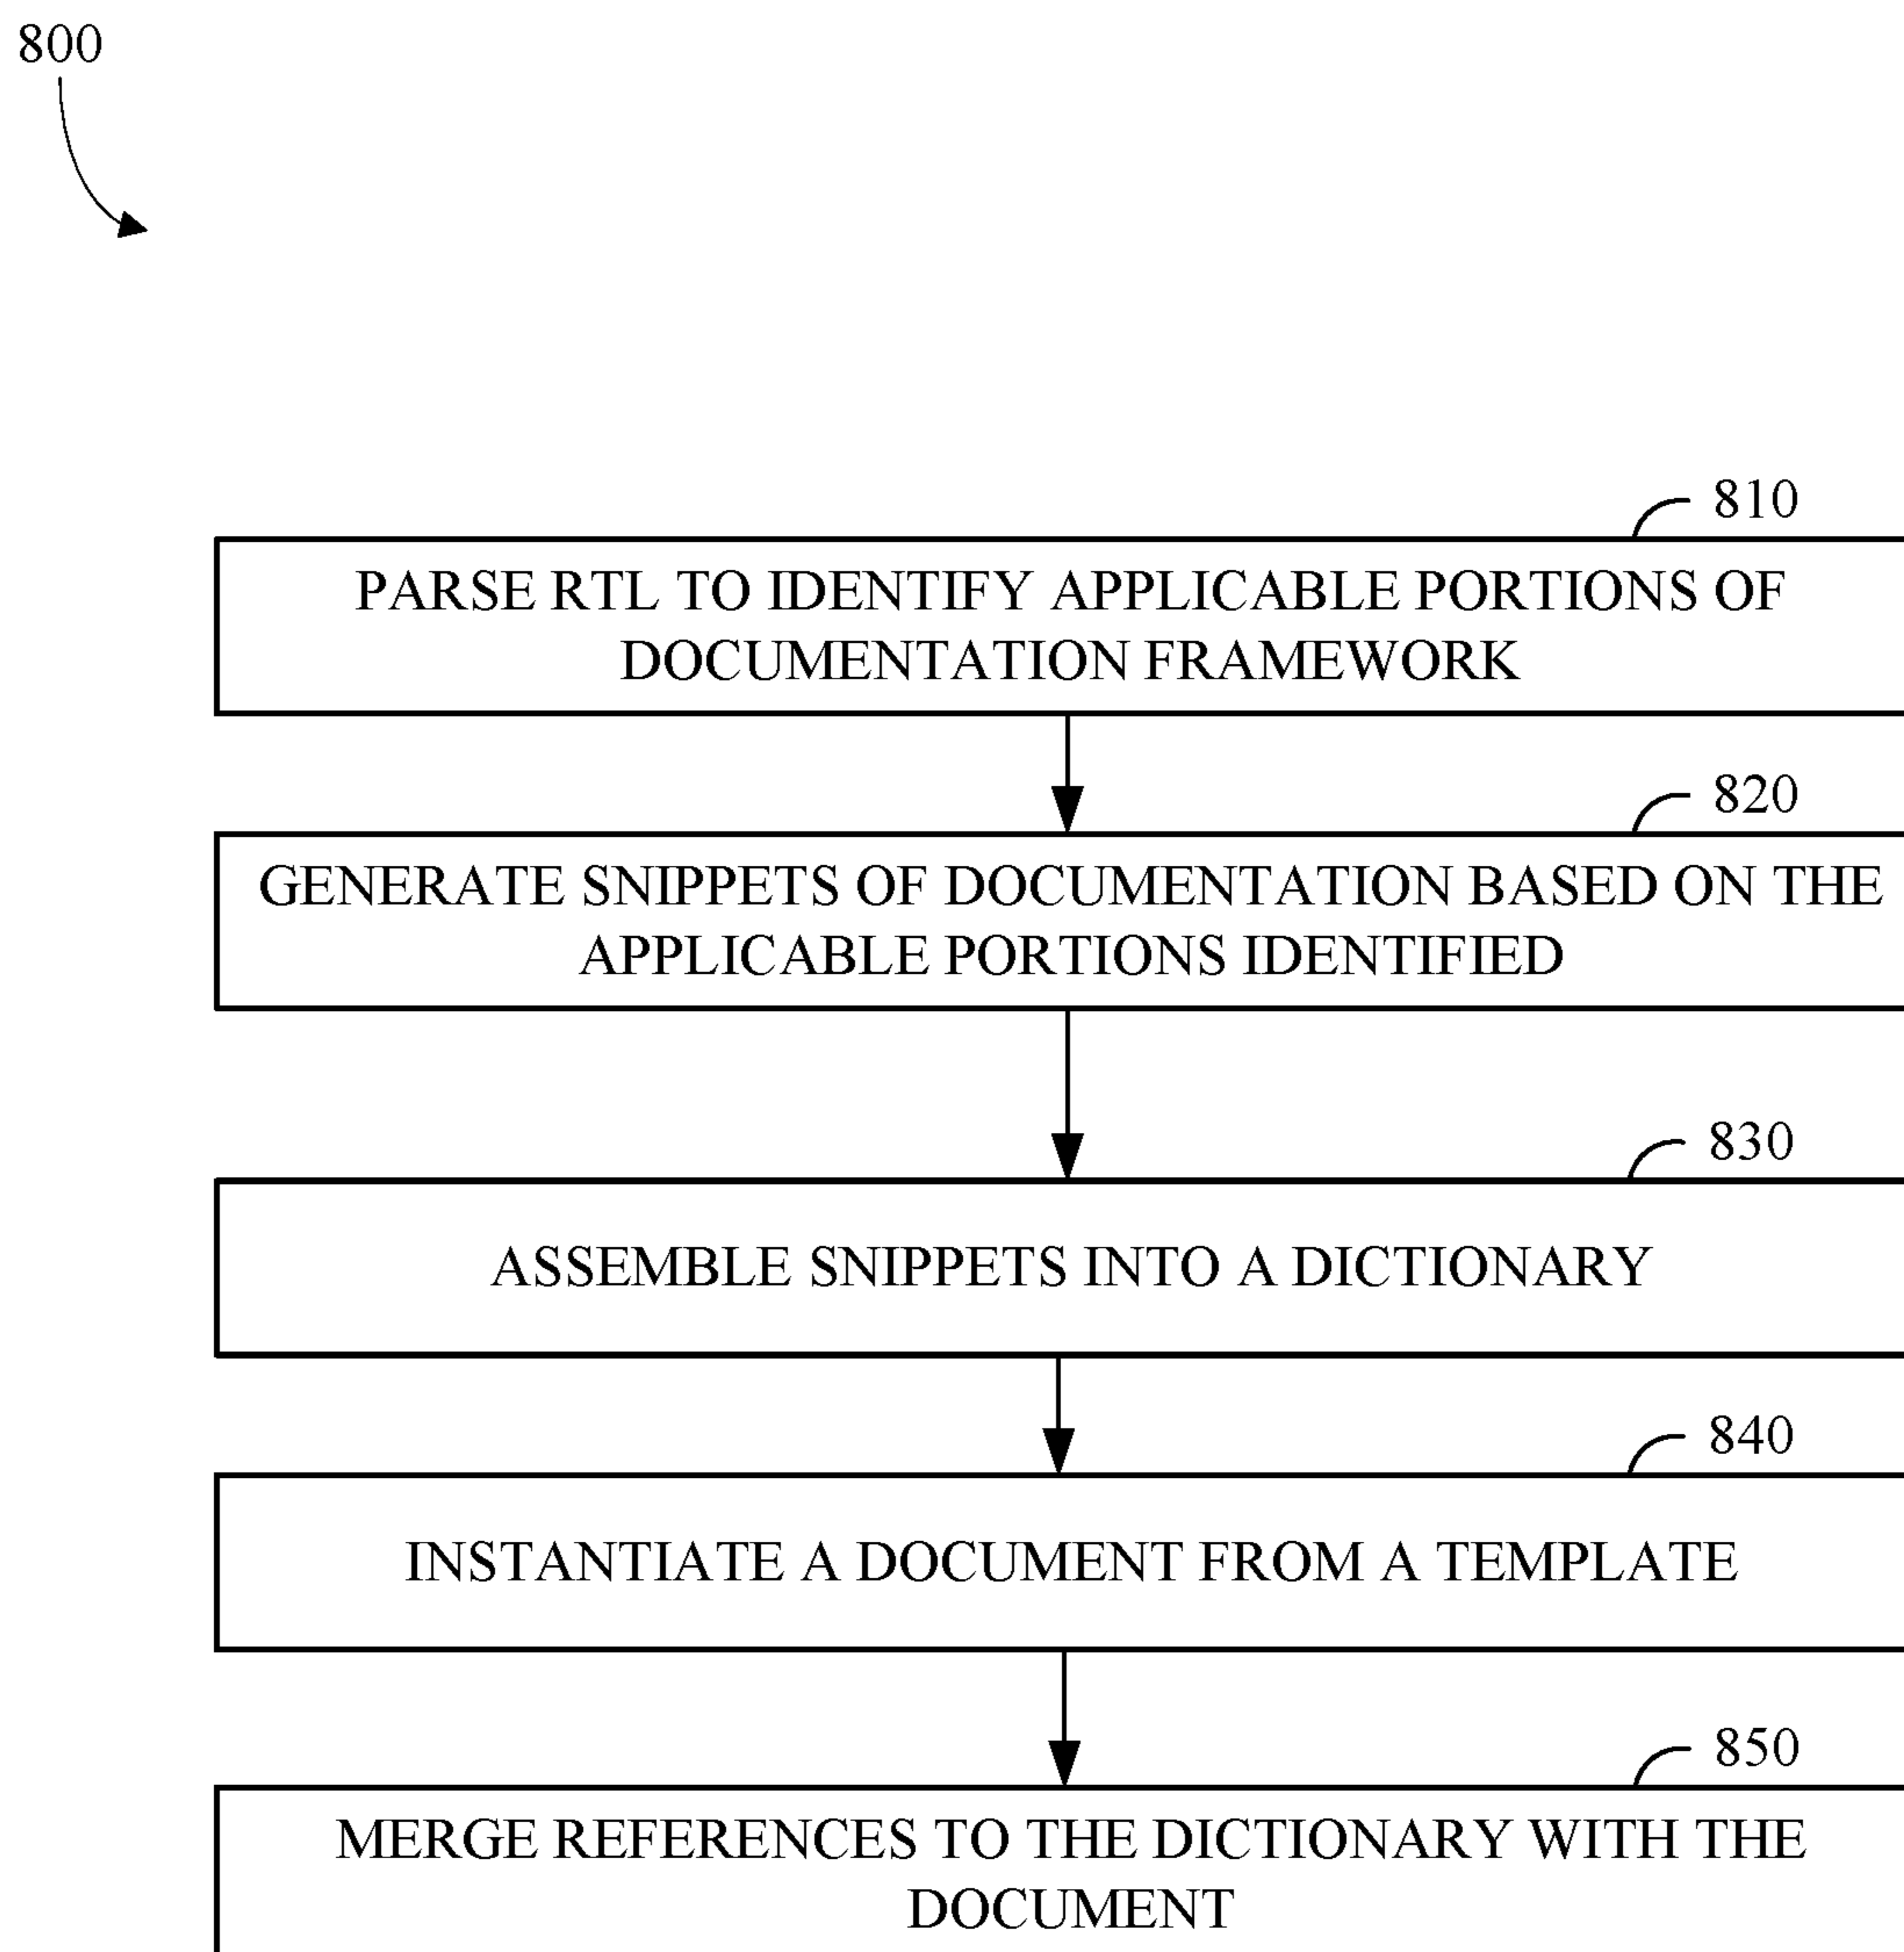 800
810
PARSE RTL TO IDENTIFY APPLICABLE PORTIONS OF
DOCUMENTATION FRAMEWORK
820
GENERATE SNIPPETS OF DOCUMENTATION BASED ON THE
APPLICABLE PORTIONS IDENTIFIED
830
ASSEMBLE SNIPPETS INTO A DICTIONARY
840
INSTANTIATE A DOCUMENT FROM A TEMPLATE
850
MERGE REFERENCES TO THE DICTIONARY WITH THE
DOCUMENT